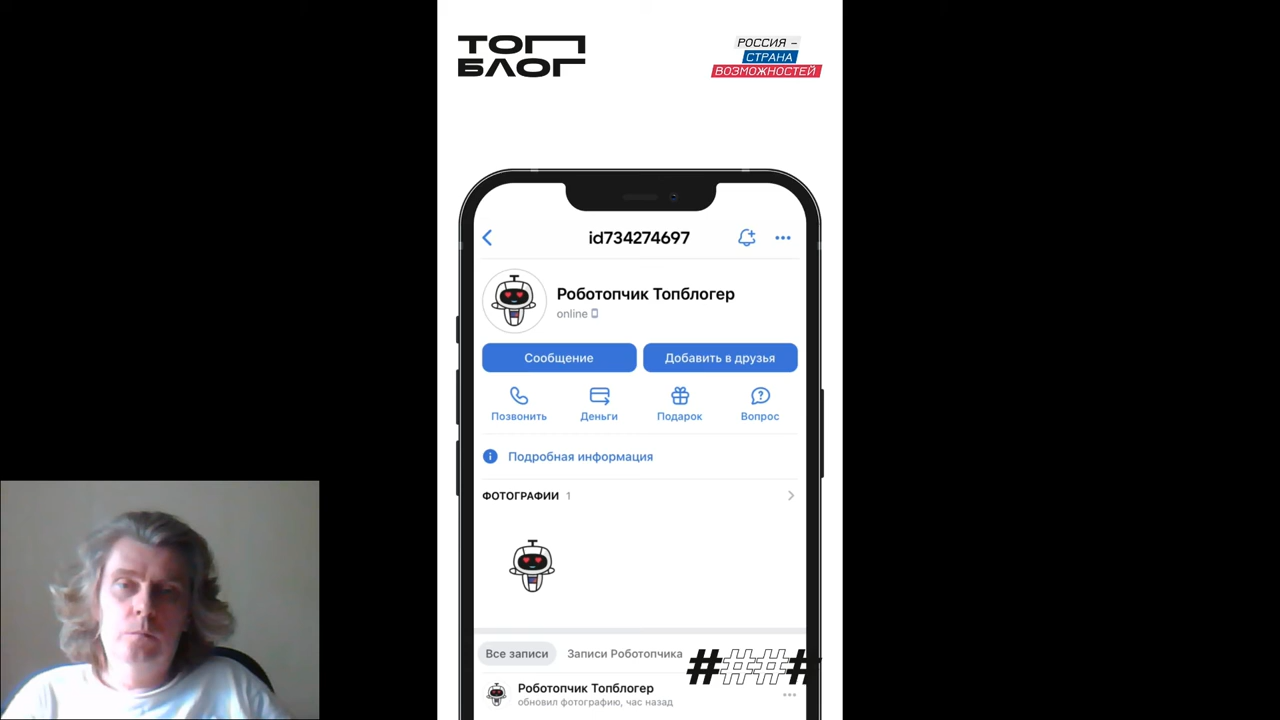 ТОП
БЛОГ
РОССИЯ –
СТРАНА
ВОЗМОЖНОСТЕЙ
id734274697
Роботопчик Топблогер
online
Сообщение
Добавить в друзья
Позвонить
Деньги
Подарок
Вопрос
Подробная информация
ФОТОГРАФИИ 1
Все записи
Записи Роботопчика
####
Роботопчик Топблогер
обновил фотографию, час назад